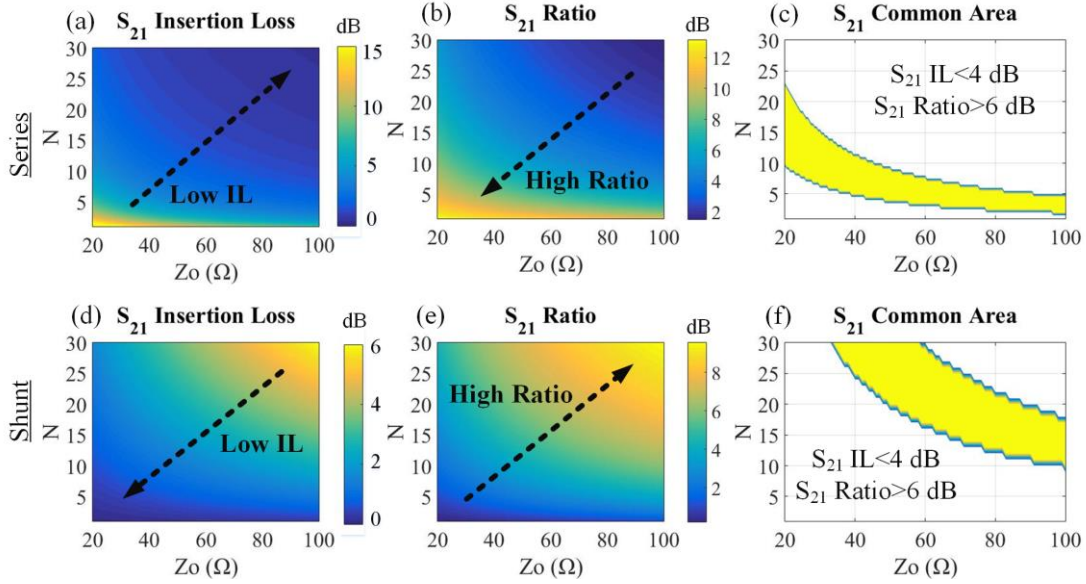 (a) S₂₁ Insertion Loss dB
(b) S₂₁ Ratio dB
(c) S₂₁ Common Area
Series
N
30
25
20
15
10
5
20 40 60 80 100
Zo (Ω)
Low IL
15
10
5
0
N
30
25
20
15
10
5
20 40 60 80 100
Zo (Ω)
High Ratio
12
10
8
6
4
2
N
30
25
20
15
10
5
20 40 60 80 100
Zo (Ω)
S₂₁ IL<4 dB
S₂₁ Ratio>6 dB
(d) S₂₁ Insertion Loss dB
(e) S₂₁ Ratio dB
(f) S₂₁ Common Area
Shunt
N
30
25
20
15
10
5
20 40 60 80 100
Zo (Ω)
Low IL
6
4
2
0
N
30
25
20
15
10
5
20 40 60 80 100
Zo (Ω)
High Ratio
8
6
4
2
N
30
25
20
15
10
5
20 40 60 80 100
Zo (Ω)
S₂₁ IL<4 dB
S₂₁ Ratio>6 dB